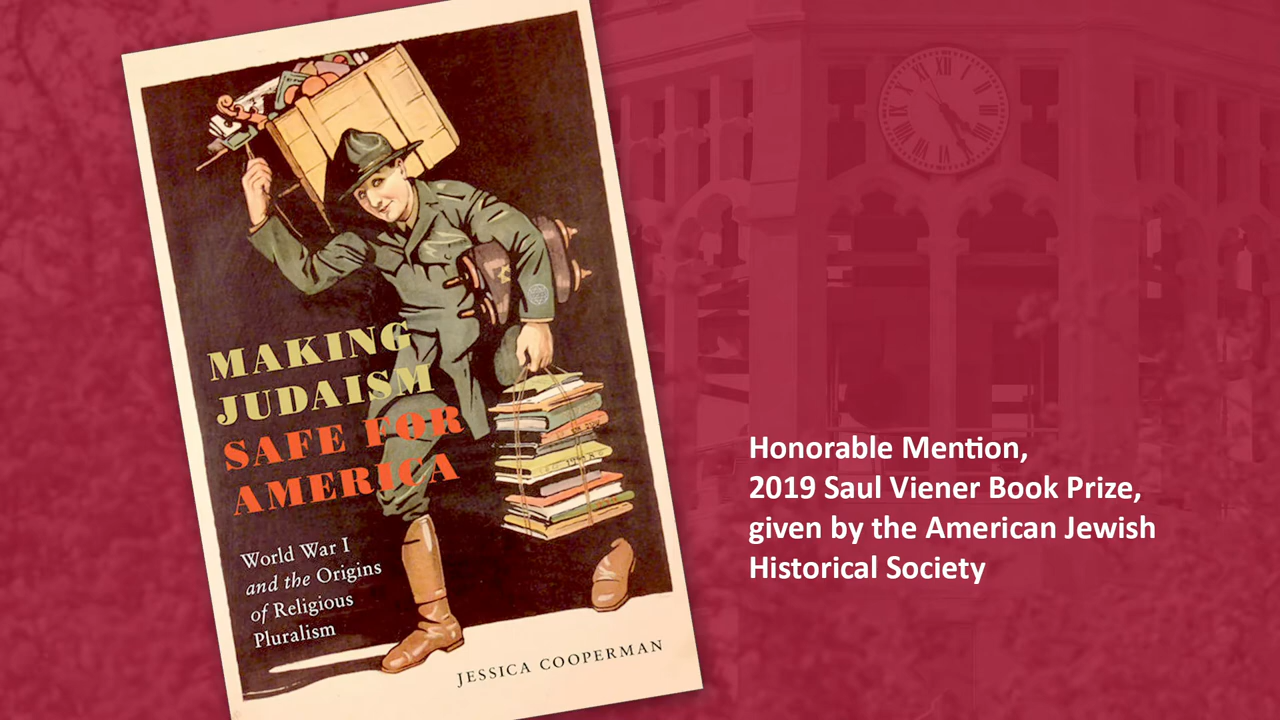 MAKING
JUDAISM
SAFE FOR
AMERICA
World War I
and the Origins
of Religious
Pluralism
JESSICA COOPERMAN
Honorable Mention,
2019 Saul Viener Book Prize,
given by the American Jewish
Historical Society